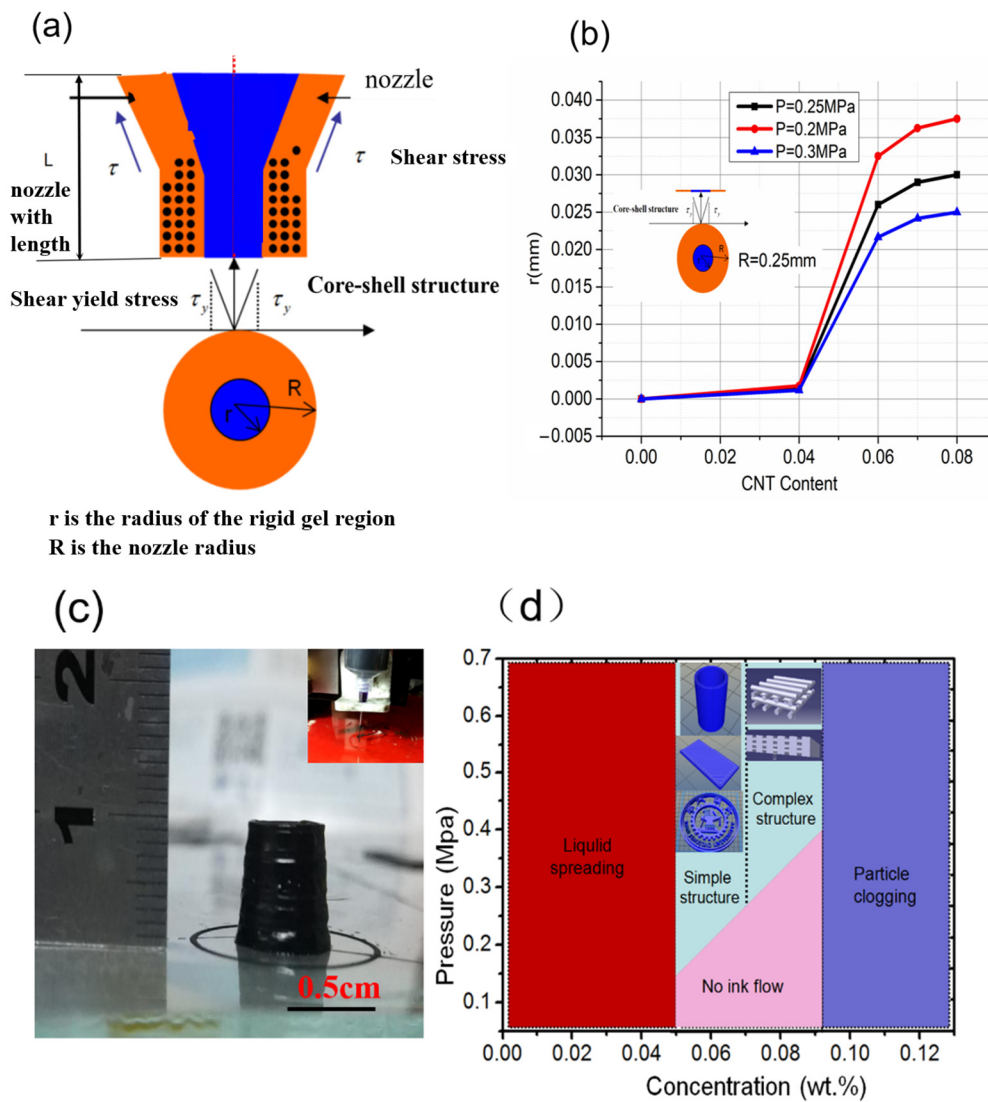 (a)
nozzle
τ
τ
Shear stress
L
nozzle
with
length
Shear yield stress
τy
τy
Core-shell structure
R
r
r is the radius of the rigid gel region
R is the nozzle radius
(b)
0.040
0.035
0.030
0.025
0.020
0.015
0.010
0.005
0.000
−0.005
r(mm)
P=0.25MPa
P=0.2MPa
P=0.3MPa
Core-shell structure
τy
τy
R
r
R=0.25mm
0.00
0.02
0.04
0.06
0.08
CNT Content
(c)
2
1
0.5cm
(d)
0.7
0.6
0.5
0.4
0.3
0.2
0.1
Pressure (Mpa)
Liqulid
spreading
Simple
structure
Complex
structure
No ink flow
Particle
clogging
0.00
0.02
0.04
0.06
0.08
0.10
0.12
Concentration (wt.%)